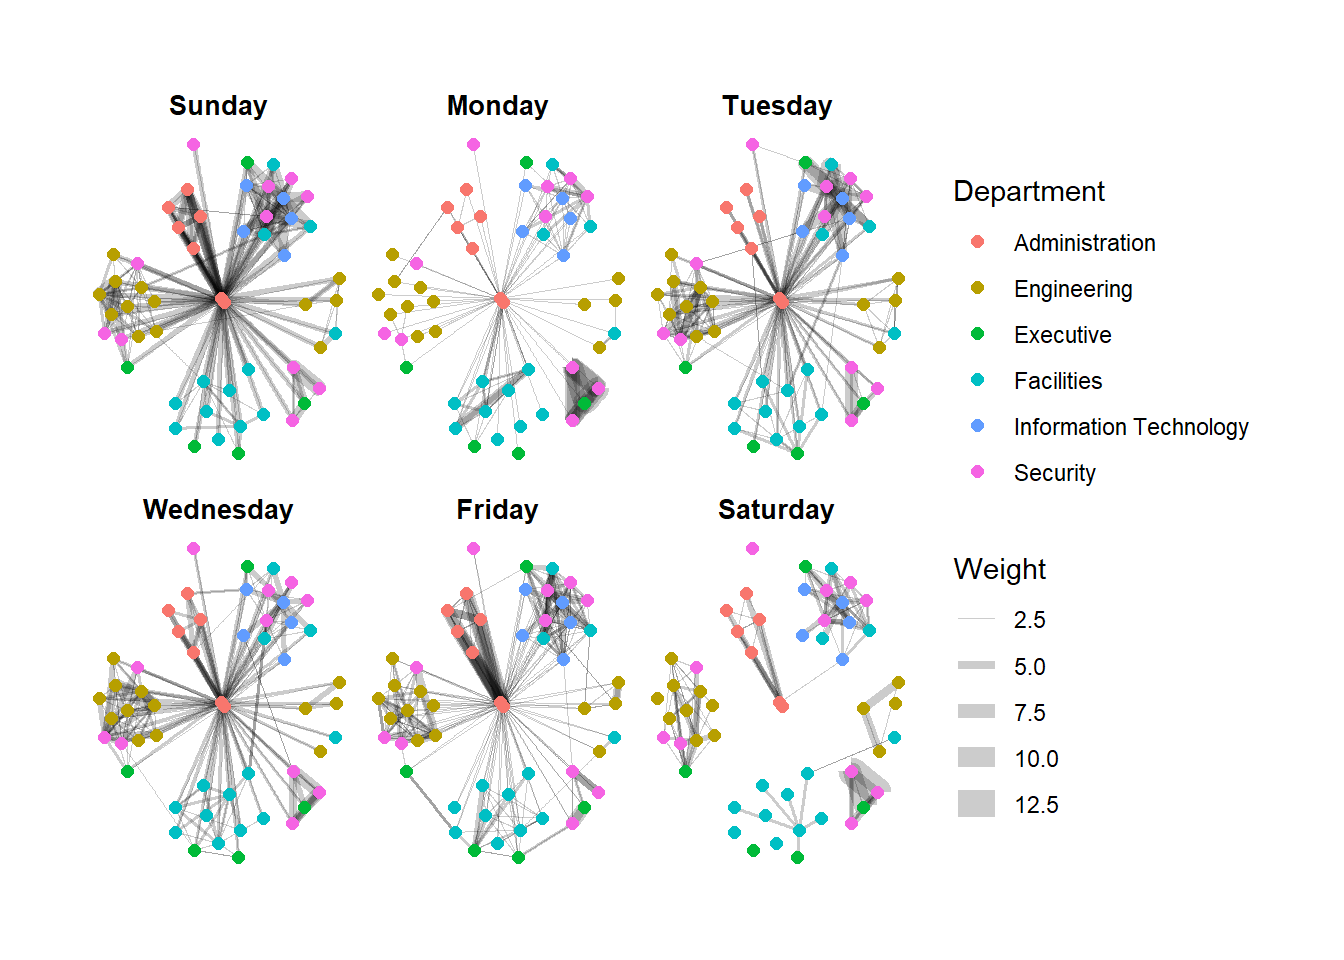 Sunday
Monday
Tuesday
Wednesday
Friday
Saturday
Department
Administration
Engineering
Executive
Facilities
Information Technology
Security
Weight
2.5
5.0
7.5
10.0
12.5